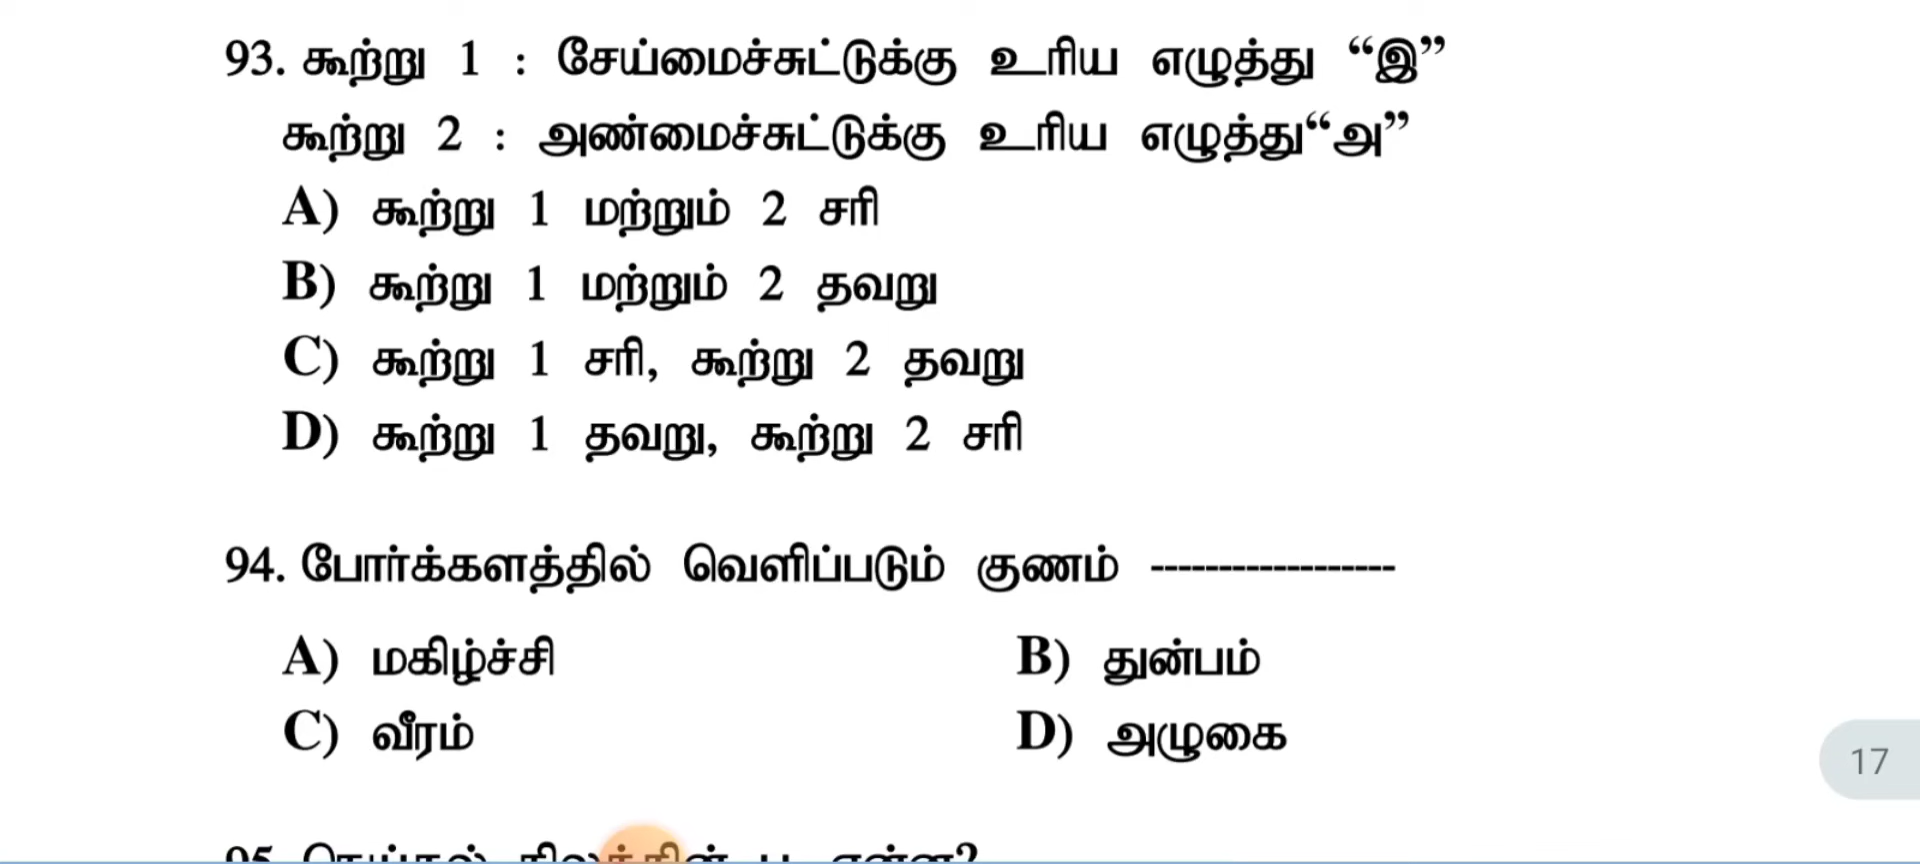 93. கூற்று 1 : சேய்மைச்சுட்டுக்கு உரிய எழுத்து “இ”
கூற்று 2 : அண்மைச்சுட்டுக்கு உரிய எழுத்து“அ”
A) கூற்று 1 மற்றும் 2 சரி
B) கூற்று 1 மற்றும் 2 தவறு
C) கூற்று 1 சரி, கூற்று 2 தவறு
D) கூற்று 1 தவறு, கூற்று 2 சரி
94. போர்க்களத்தில் வெளிப்படும் குணம் ------------------
A) மகிழ்ச்சி B) துன்பம்
C) வீரம் D) அழுகை
17